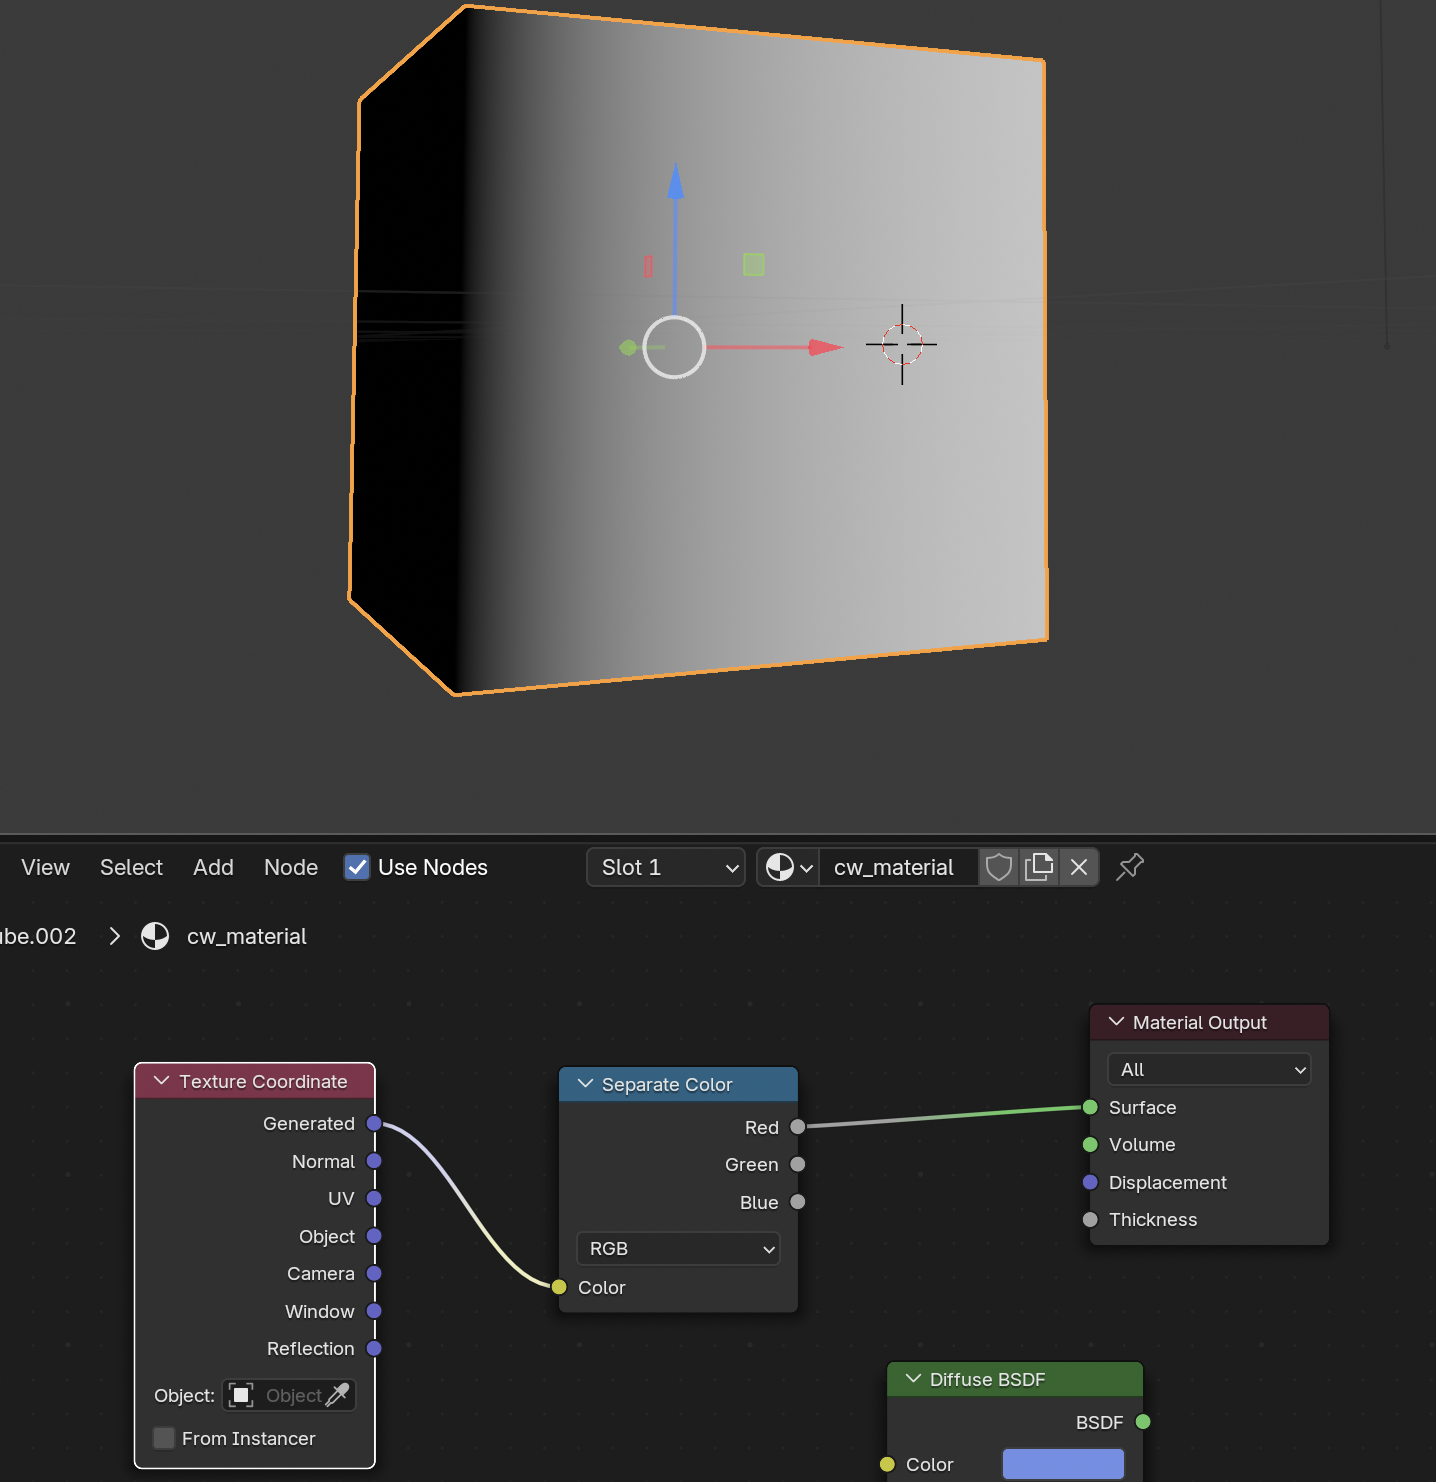 View Select Add Node Use Nodes Slot 1 cw_material
ube.002 cw_material
Material Output
All
Surface
Volume
Displacement
Thickness
Texture Coordinate
Generated
Normal
UV
Object
Camera
Window
Reflection
Object: Object
From Instancer
Separate Color
Red
Green
Blue
RGB
Color
Diffuse BSDF
BSDF
Color